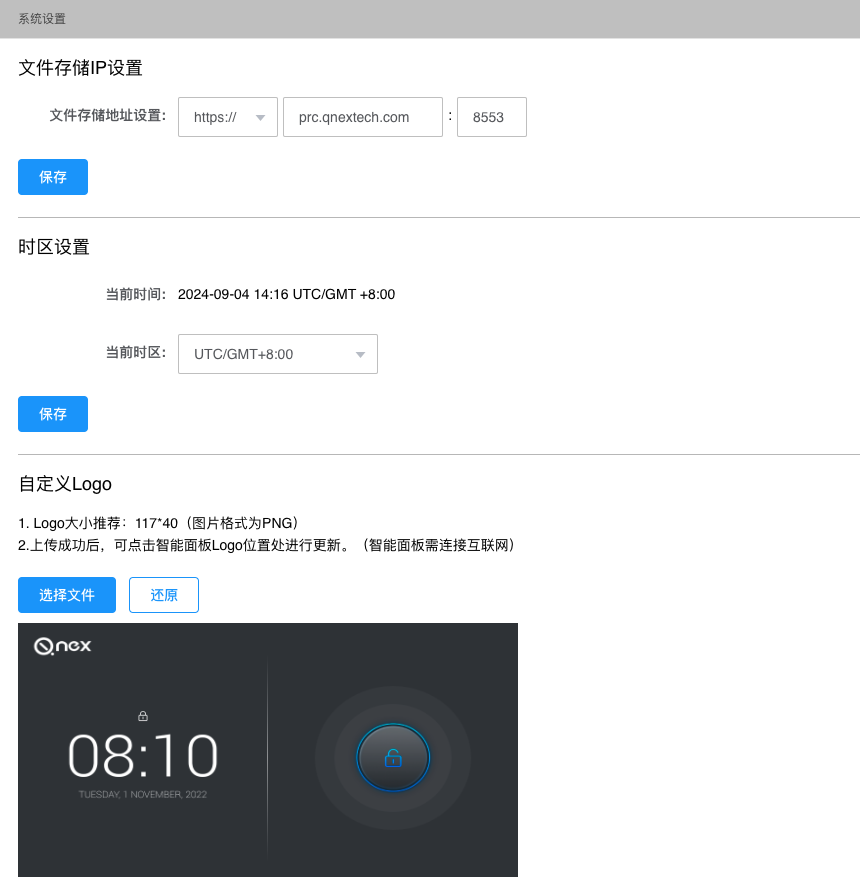 系统设置
文件存储IP设置
文件存储地址设置: https:// prc.qnextech.com : 8553
保存
时区设置
当前时间: 2024-09-04 14:16 UTC/GMT +8:00
当前时区: UTC/GMT+8:00
保存
自定义Logo
1. Logo大小推荐：117*40（图片格式为PNG）
2.上传成功后，可点击智能面板Logo位置处进行更新。（智能面板需连接互联网）
选择文件 还原
Qnex
08:10
TUESDAY, 1 NOVEMBER, 2022